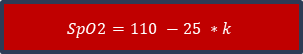 SpO2 = 110 − 25 * k